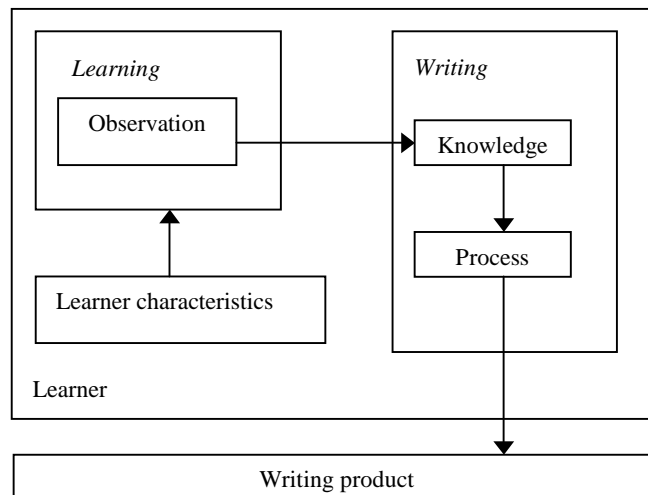 Learning
Writing
Observation
Knowledge
Process
Learner characteristics
Learner
Writing product